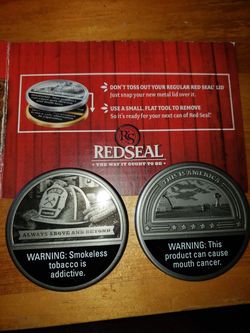 DON'T TOSS OUT YOUR REGULAR RED SEAL® LID
Just snap your new metal lid over it.
USE A SMALL, FLAT TOOL TO REMOVE
So it's ready for your next can of Red Seal.®
RS
REDSEAL
THE WAY IT OUGHT TO BE
ALWAYS ABOVE AND BEYOND
WARNING: Smokeless
tobacco is
addictive.
THIS IS AMERICA
WARNING: This
product can cause
mouth cancer.